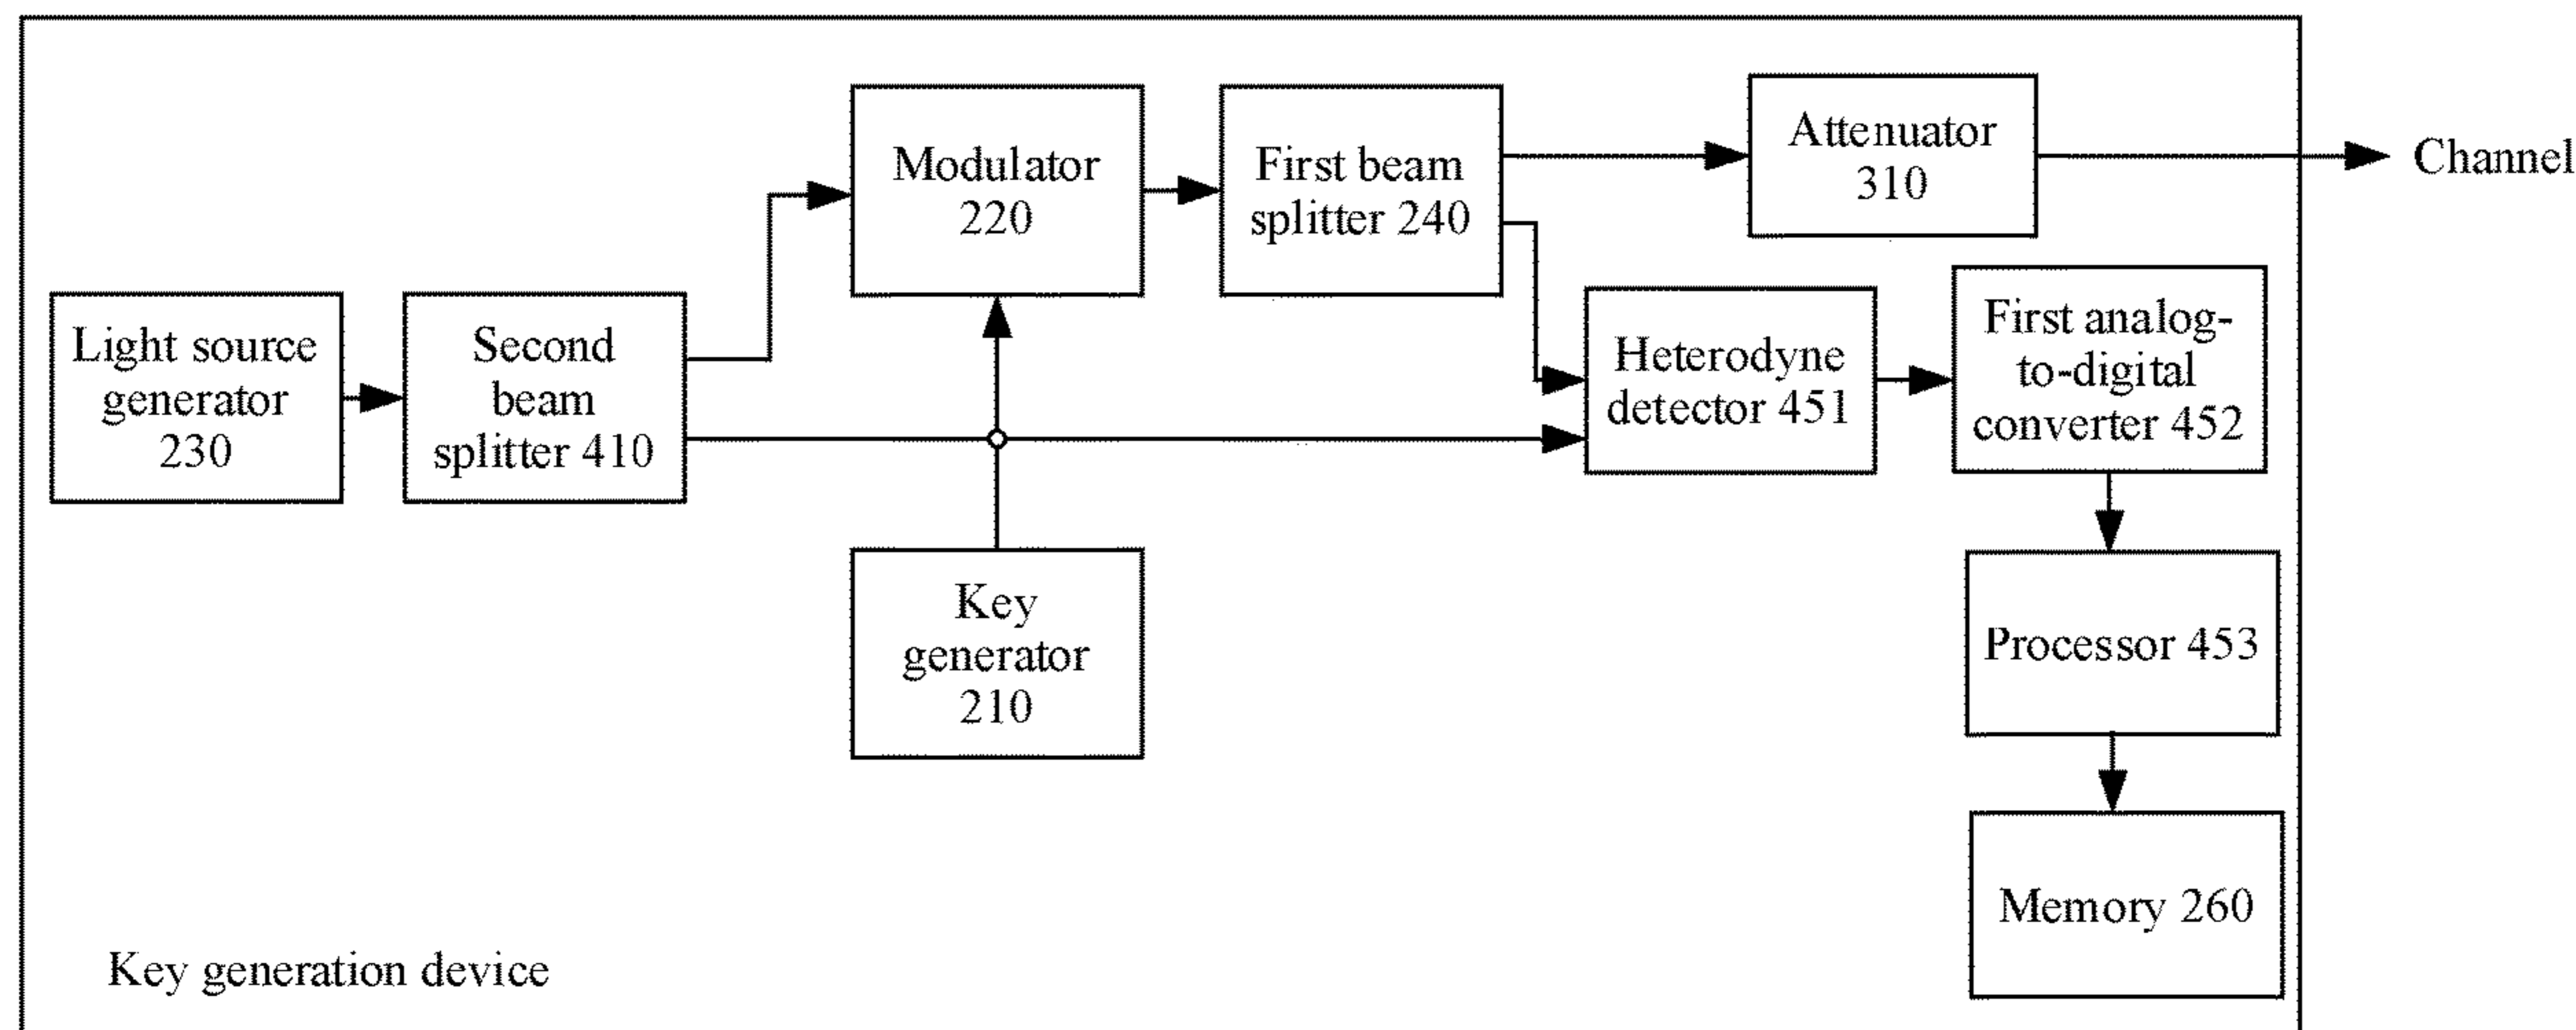 Modulator
220
First beam
splitter 240
Attenuator
310
Channel
Light source
generator
230
Second
beam
splitter 410
Heterodyne
detector 451
First analog-
to-digital
converter 452
Key
generator
210
Processor 453
Memory 260
Key generation device